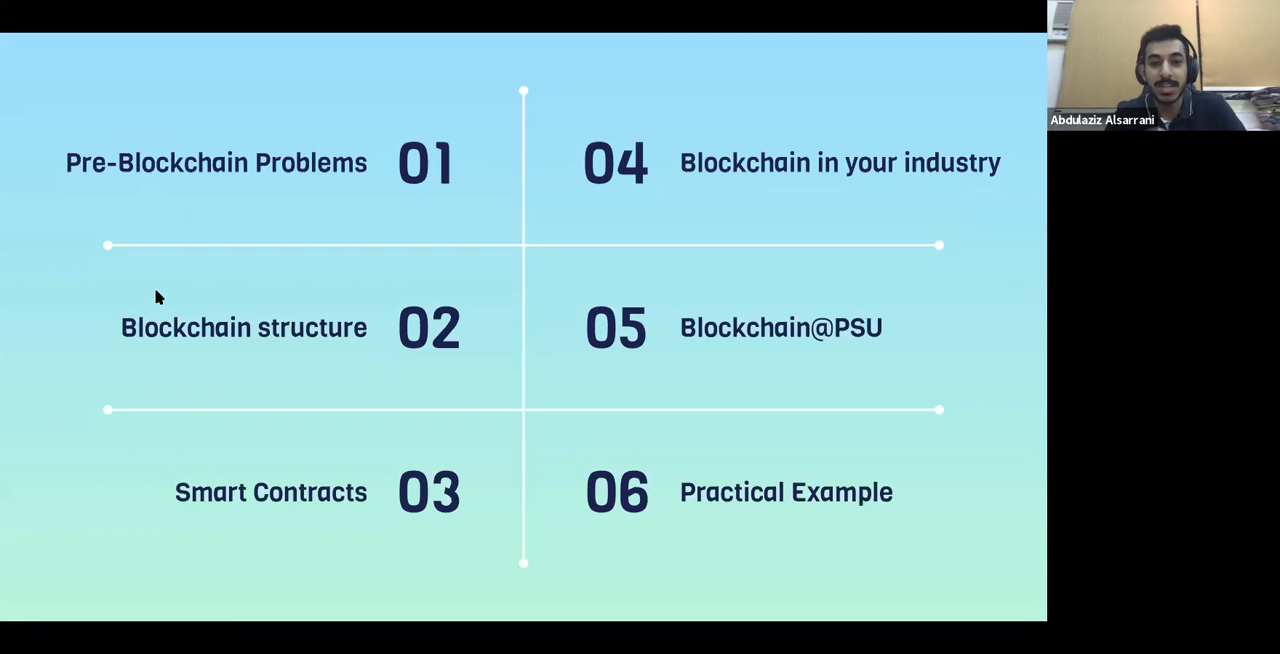 Pre-Blockchain Problems 01
04 Blockchain in your industry
Blockchain structure 02
05 Blockchain@PSU
Smart Contracts 03
06 Practical Example
Abdulaziz Alsarrani